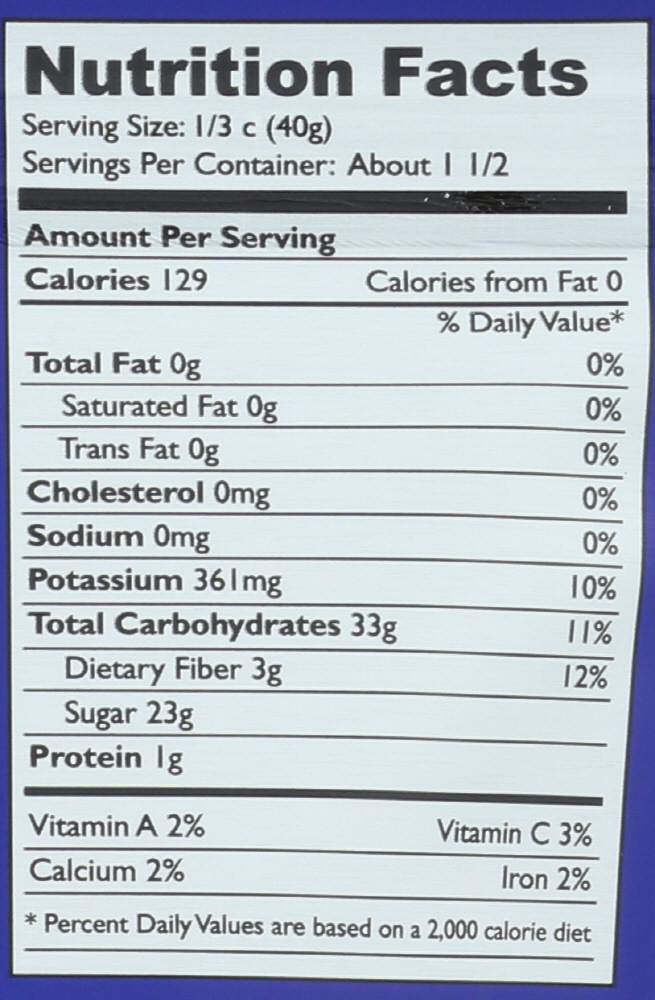 Nutrition Facts
Serving Size: 1/3 c (40g)
Servings Per Container: About 1 1/2
Amount Per Serving
Calories 129 Calories from Fat 0
% Daily Value*
Total Fat 0g 0%
Saturated Fat 0g 0%
Trans Fat 0g 0%
Cholesterol 0mg 0%
Sodium 0mg 0%
Potassium 361mg 10%
Total Carbohydrates 33g 11%
Dietary Fiber 3g 12%
Sugar 23g
Protein 1g
Vitamin A 2% Vitamin C 3%
Calcium 2% Iron 2%
* Percent Daily Values are based on a 2,000 calorie diet